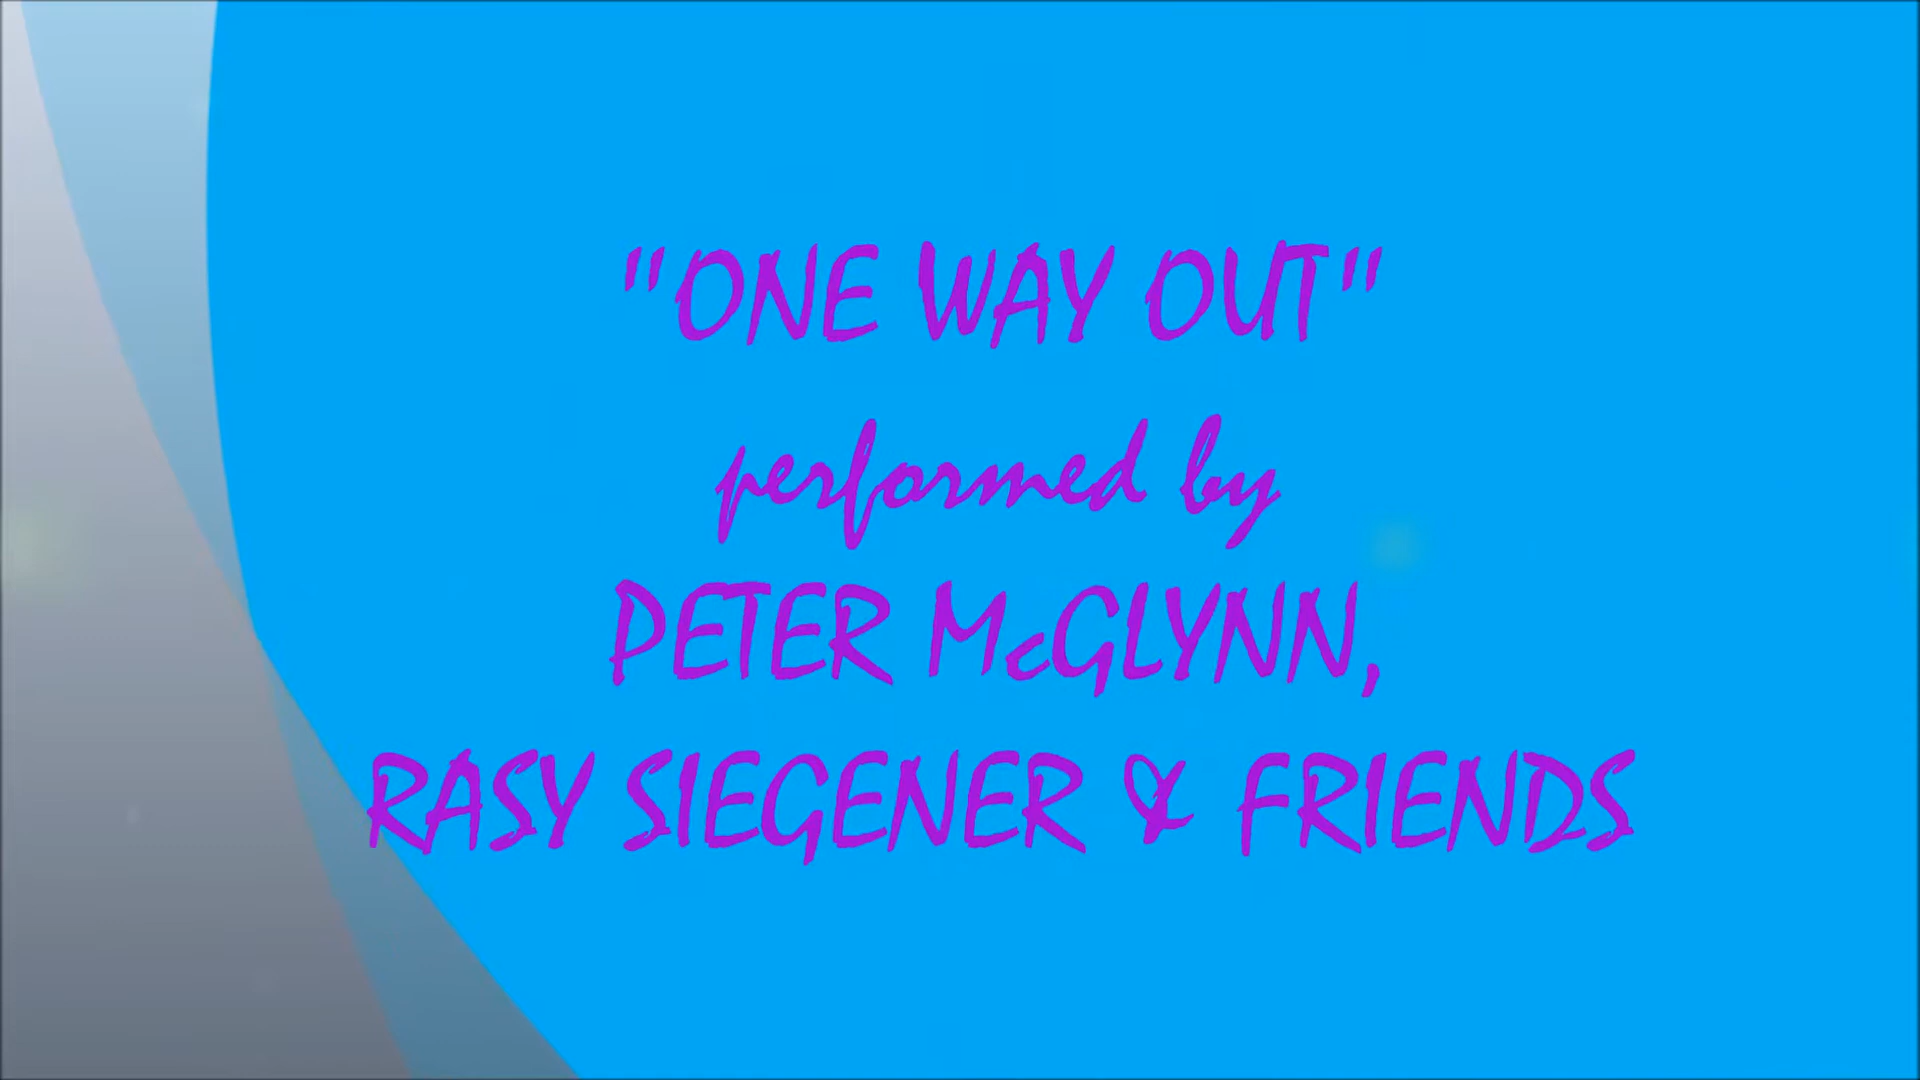 "ONE WAY OUT"
performed by
PETER McGLYNN,
RASY SIEGENER & FRIENDS